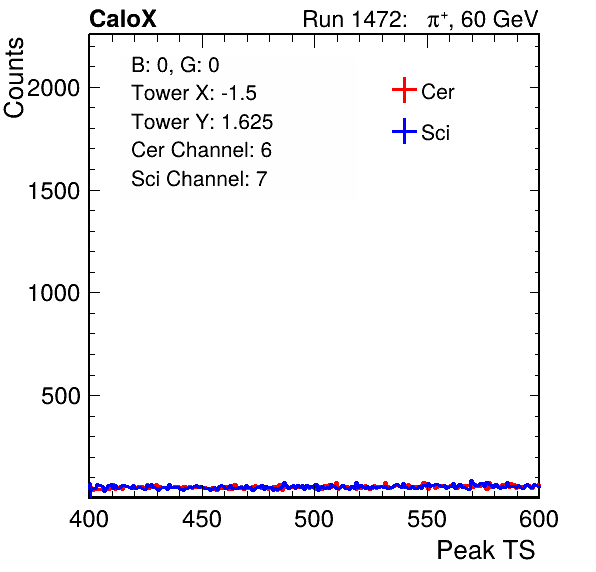 CaloX Run 1472: π+, 60 GeV
Counts
B: 0, G: 0
Tower X: -1.5
Tower Y: 1.625
Cer Channel: 6
Sci Channel: 7
Cer
Sci
2000
1500
1000
500
400 450 500 550 600
Peak TS